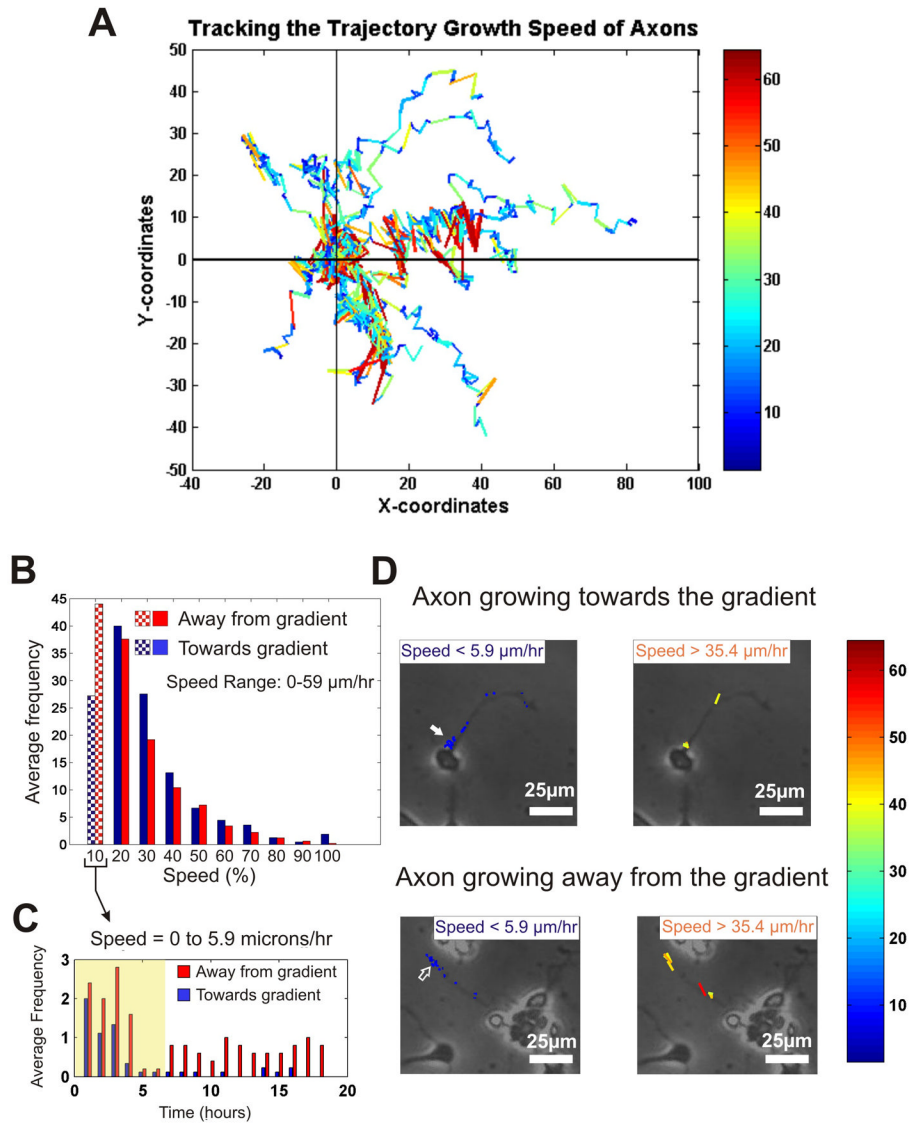 A
Tracking the Trajectory Growth Speed of Axons
50
40
30
20
10
0
-10
-20
-30
-40
-50
Y-coordinates
-40 -20 0 20 40 60 80 100
X-coordinates
60
50
40
30
20
10
B
45
40
35
30
25
20
15
10
5
0
Average frequency
Away from gradient
Towards gradient
Speed Range: 0-59 μm/hr
10 20 30 40 50 60 70 80 90 100
Speed (%)
C
Speed = 0 to 5.9 microns/hr
3
2
1
0
Average Frequency
Away from gradient
Towards gradient
0 5 10 15 20
Time (hours)
D
Axon growing towards the gradient
Speed < 5.9 μm/hr
25μm
Speed > 35.4 μm/hr
25μm
Axon growing away from the gradient
Speed < 5.9 μm/hr
25μm
Speed > 35.4 μm/hr
25μm
60
50
40
30
20
10